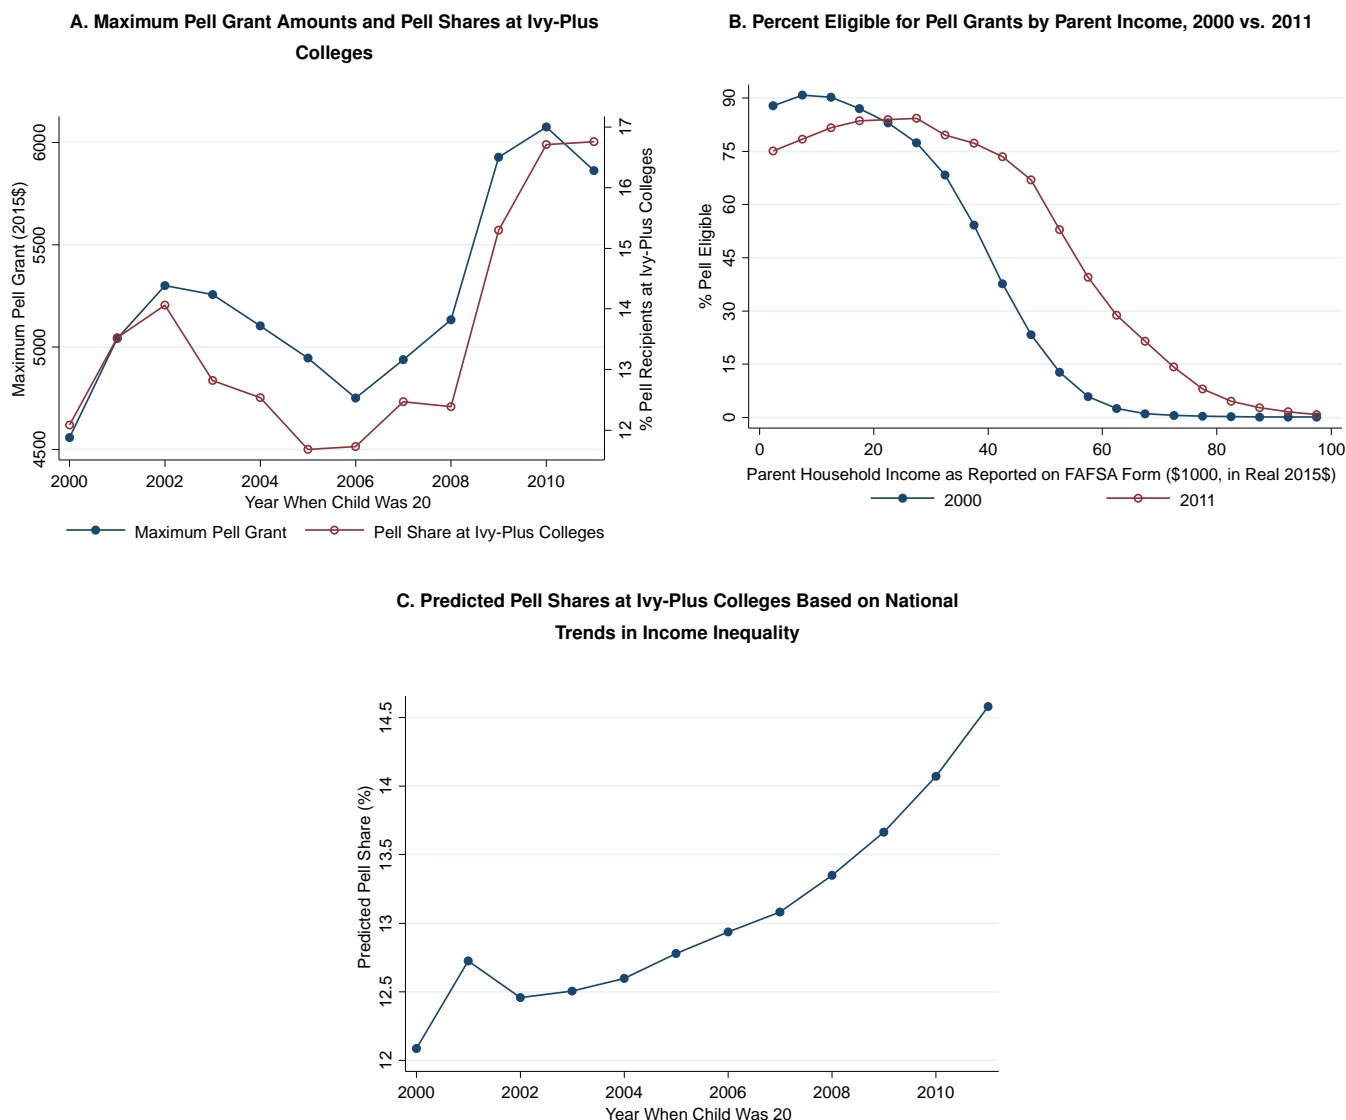 A. Maximum Pell Grant Amounts and Pell Shares at Ivy-Plus
Colleges
Maximum Pell Grant (2015$)
6000
5500
5000
4500
17
16
15
14
13
12
% Pell Recipients at Ivy-Plus Colleges
2000 2002 2004 2006 2008 2010
Year When Child Was 20
Maximum Pell Grant Pell Share at Ivy-Plus Colleges
B. Percent Eligible for Pell Grants by Parent Income, 2000 vs. 2011
% Pell Eligible
90
75
60
45
30
15
0
0 20 40 60 80 100
Parent Household Income as Reported on FAFSA Form ($1000, in Real 2015$)
2000 2011
C. Predicted Pell Shares at Ivy-Plus Colleges Based on National
Trends in Income Inequality
Predicted Pell Share (%)
14.5
14
13.5
13
12.5
12
2000 2002 2004 2006 2008 2010
Year When Child Was 20